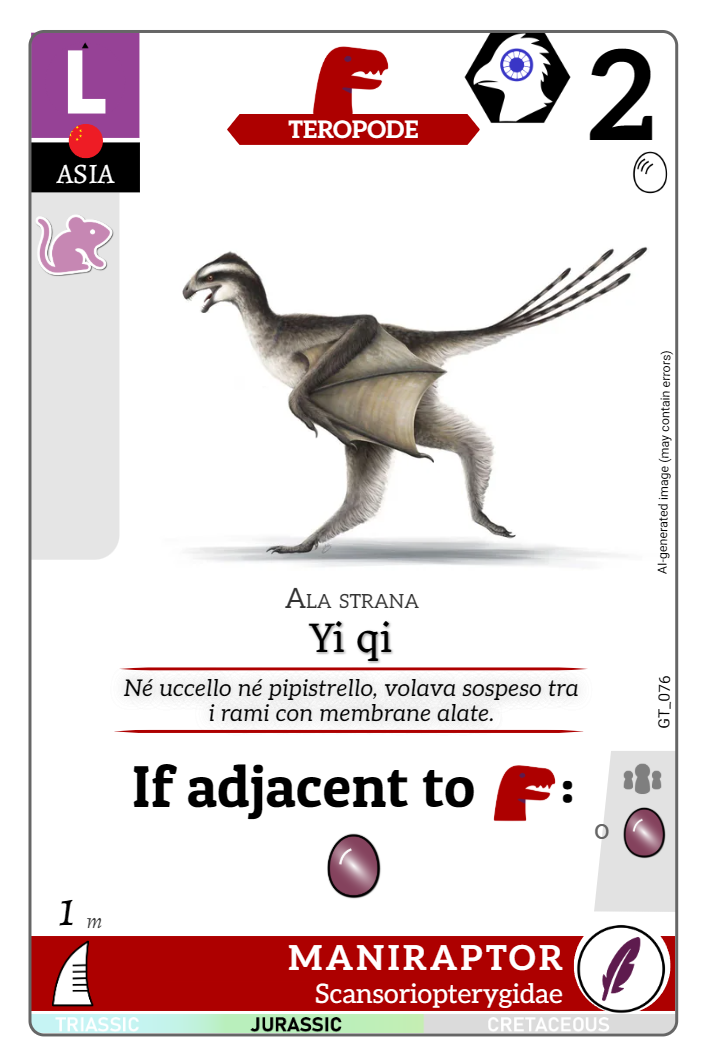 L
ASIA
TEROPODE
2
AI-generated image (may contain errors)
Ala strana
Yi qi
Né uccello né pipistrello, volava sospeso tra
i rami con membrane alate.
GT_076
If adjacent to :
o
1 m
MANIRAPTOR
Scansoriopterygidae
TRIASSIC JURASSIC CRETACEOUS